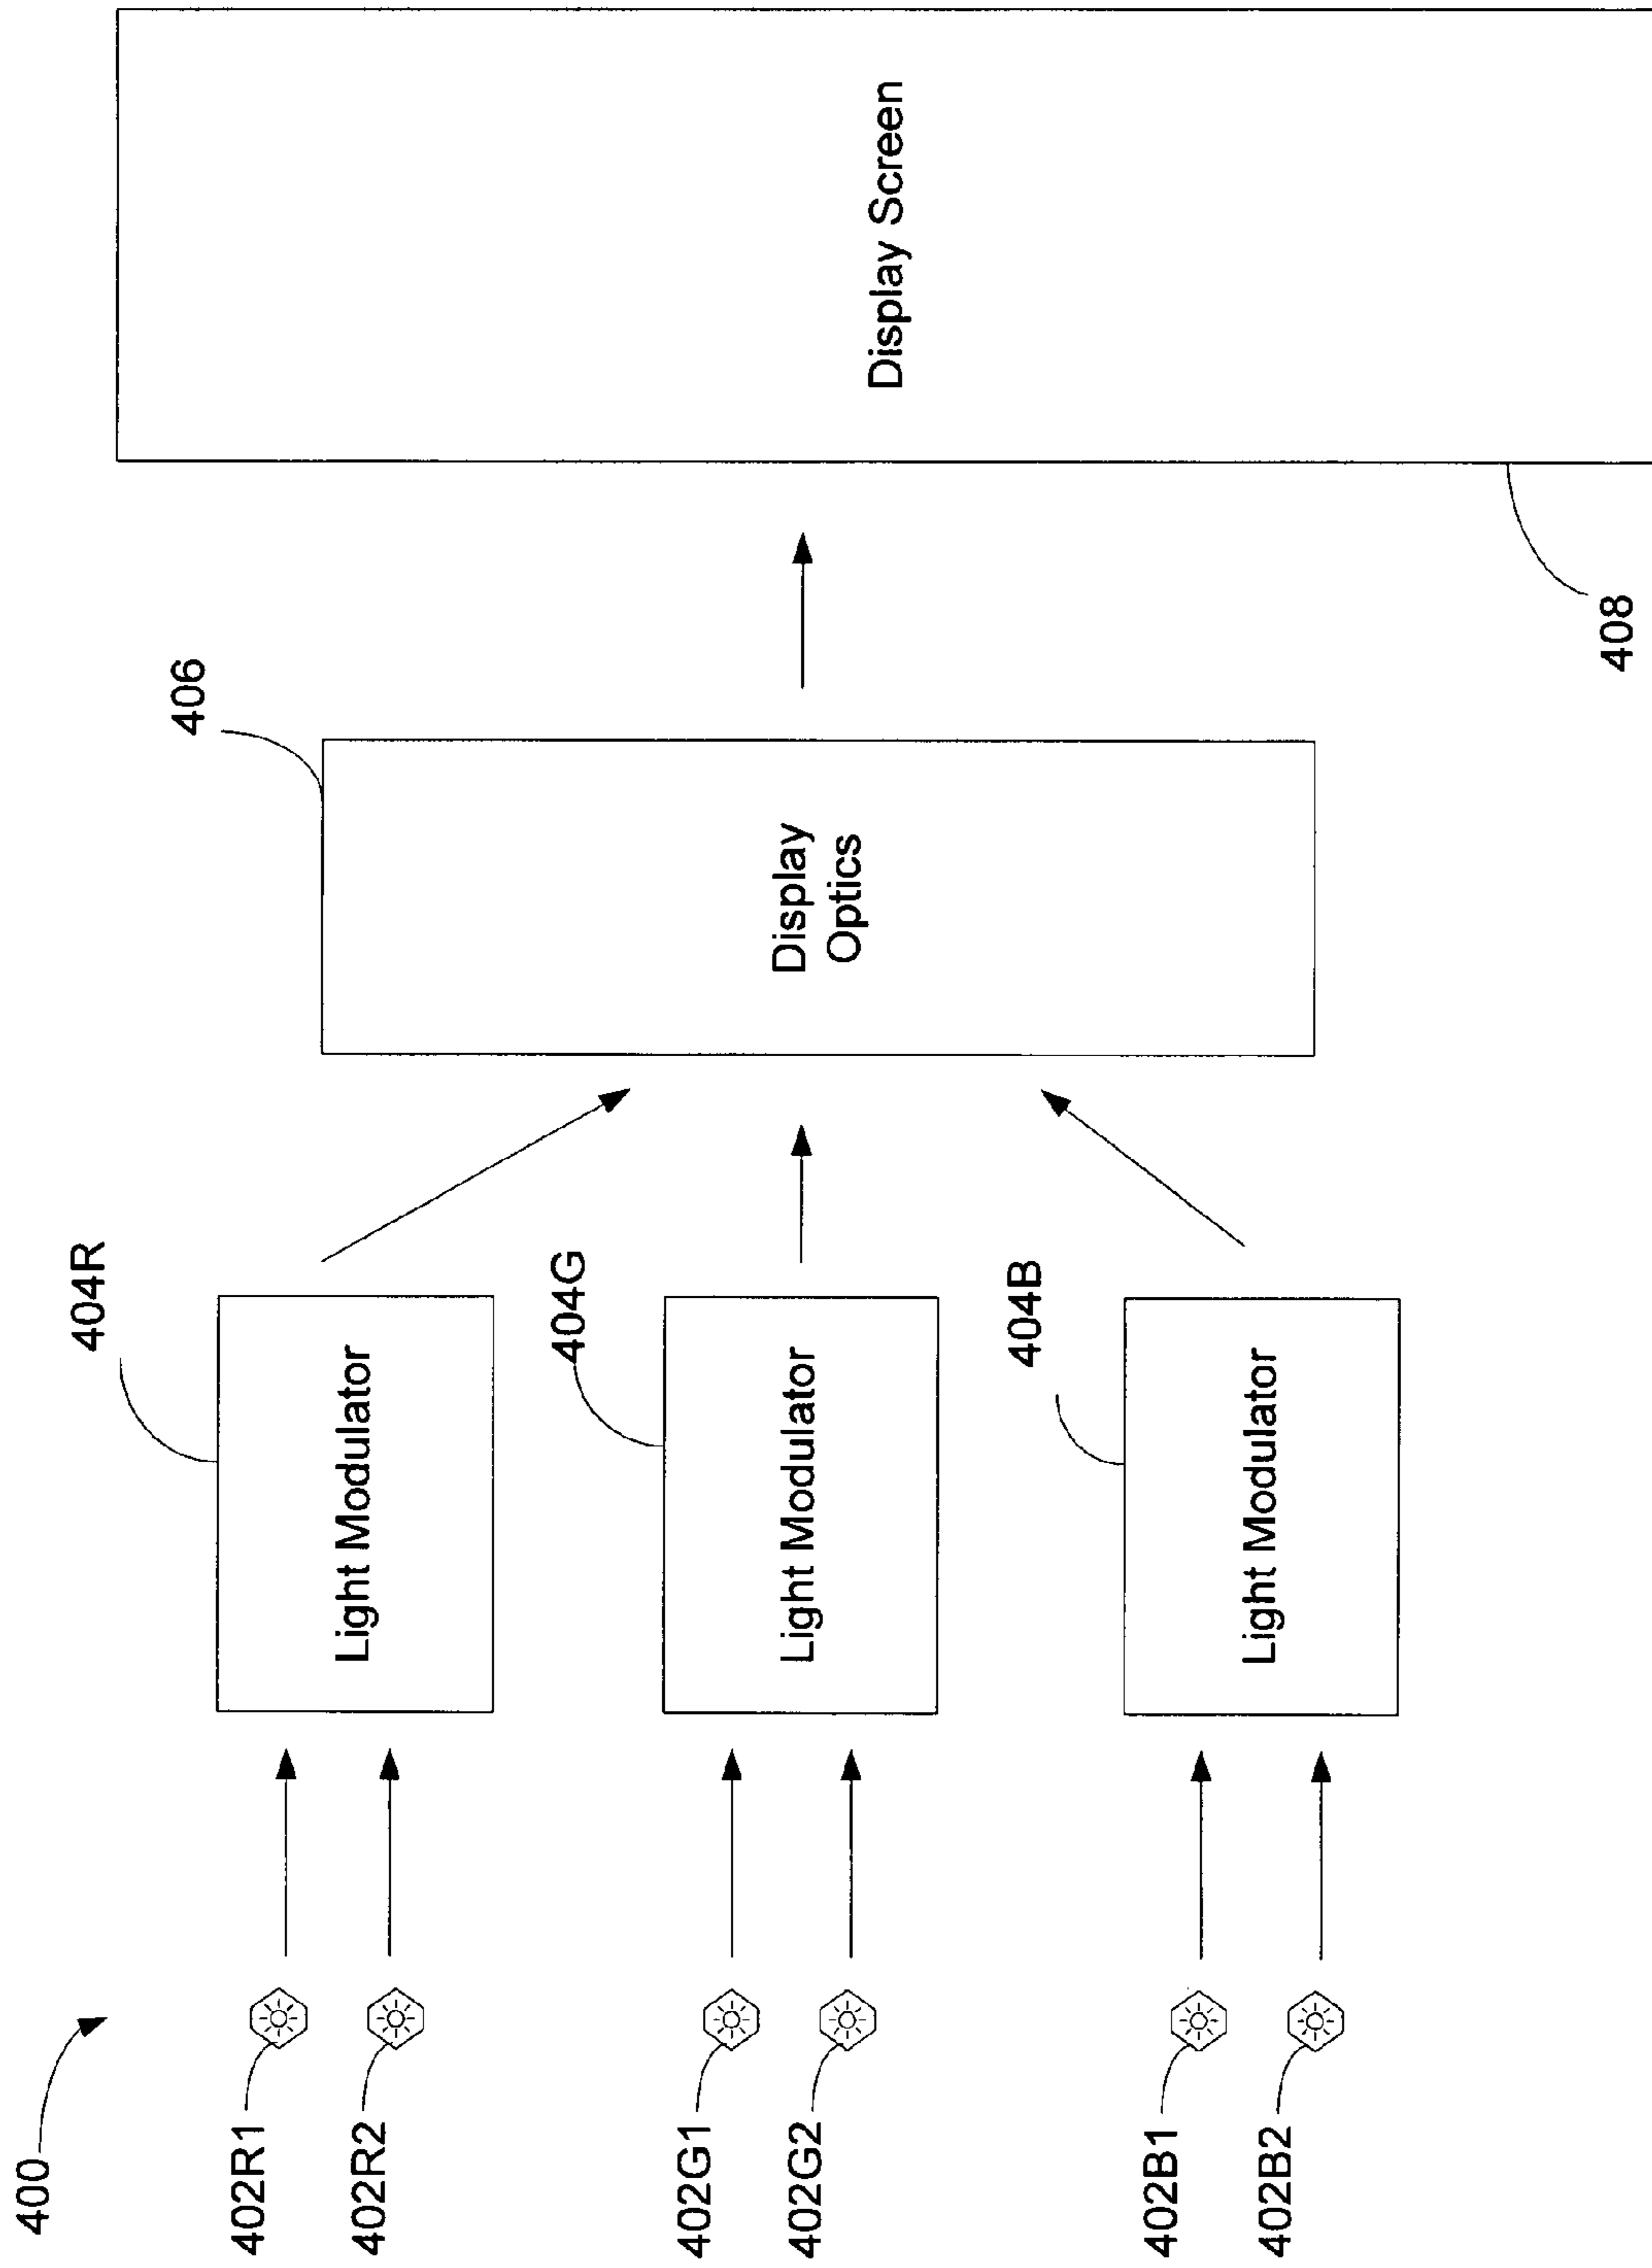 400
402R1
402R2
402G1
402G2
402B1
402B2
404R
Light Modulator
404G
Light Modulator
404B
Light Modulator
406
Display
Optics
Display Screen
408